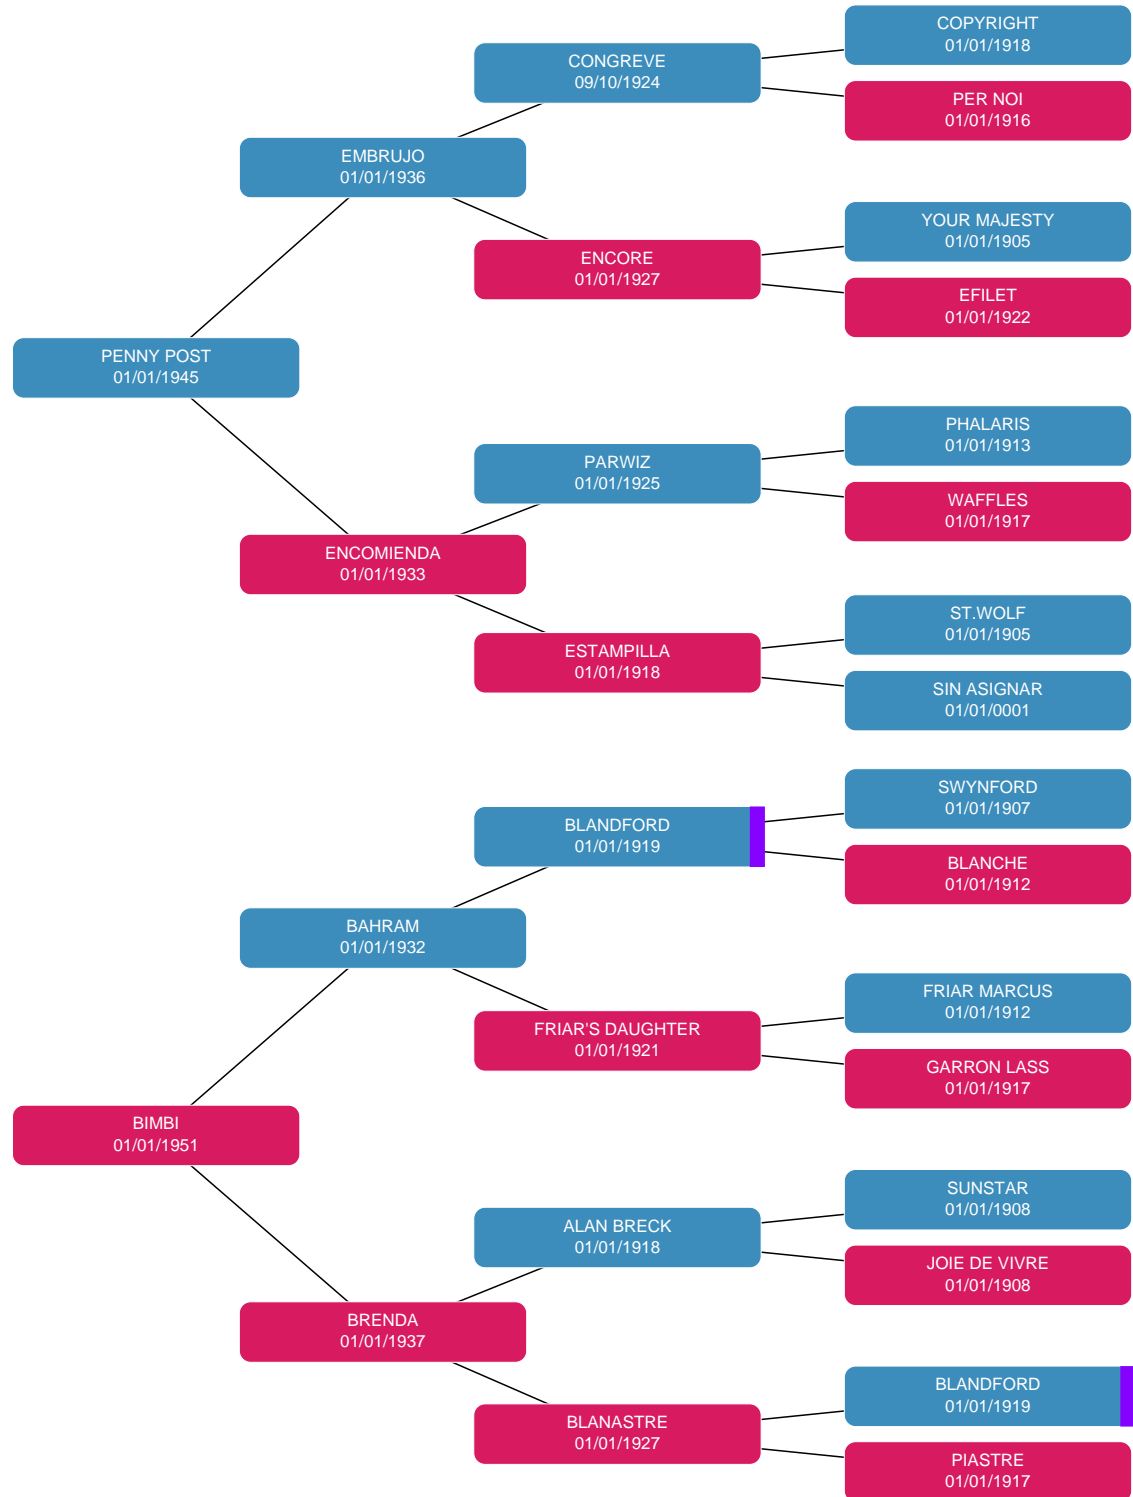 COPYRIGHT
01/01/1918
CONGREVE
09/10/1924
PER NOI
01/01/1916
EMBRUJO
01/01/1936
YOUR MAJESTY
01/01/1905
ENCORE
01/01/1927
EFILET
01/01/1922
PENNY POST
01/01/1945
PHALARIS
01/01/1913
PARWIZ
01/01/1925
WAFFLES
01/01/1917
ENCOMIENDA
01/01/1933
ST.WOLF
01/01/1905
ESTAMPILLA
01/01/1918
SIN ASIGNAR
01/01/0001
SWYNFORD
01/01/1907
BLANDFORD
01/01/1919
BLANCHE
01/01/1912
BAHRAM
01/01/1932
FRIAR MARCUS
01/01/1912
FRIAR'S DAUGHTER
01/01/1921
GARRON LASS
01/01/1917
BIMBI
01/01/1951
SUNSTAR
01/01/1908
ALAN BRECK
01/01/1918
JOIE DE VIVRE
01/01/1908
BRENDA
01/01/1937
BLANDFORD
01/01/1919
BLANASTRE
01/01/1927
PIASTRE
01/01/1917